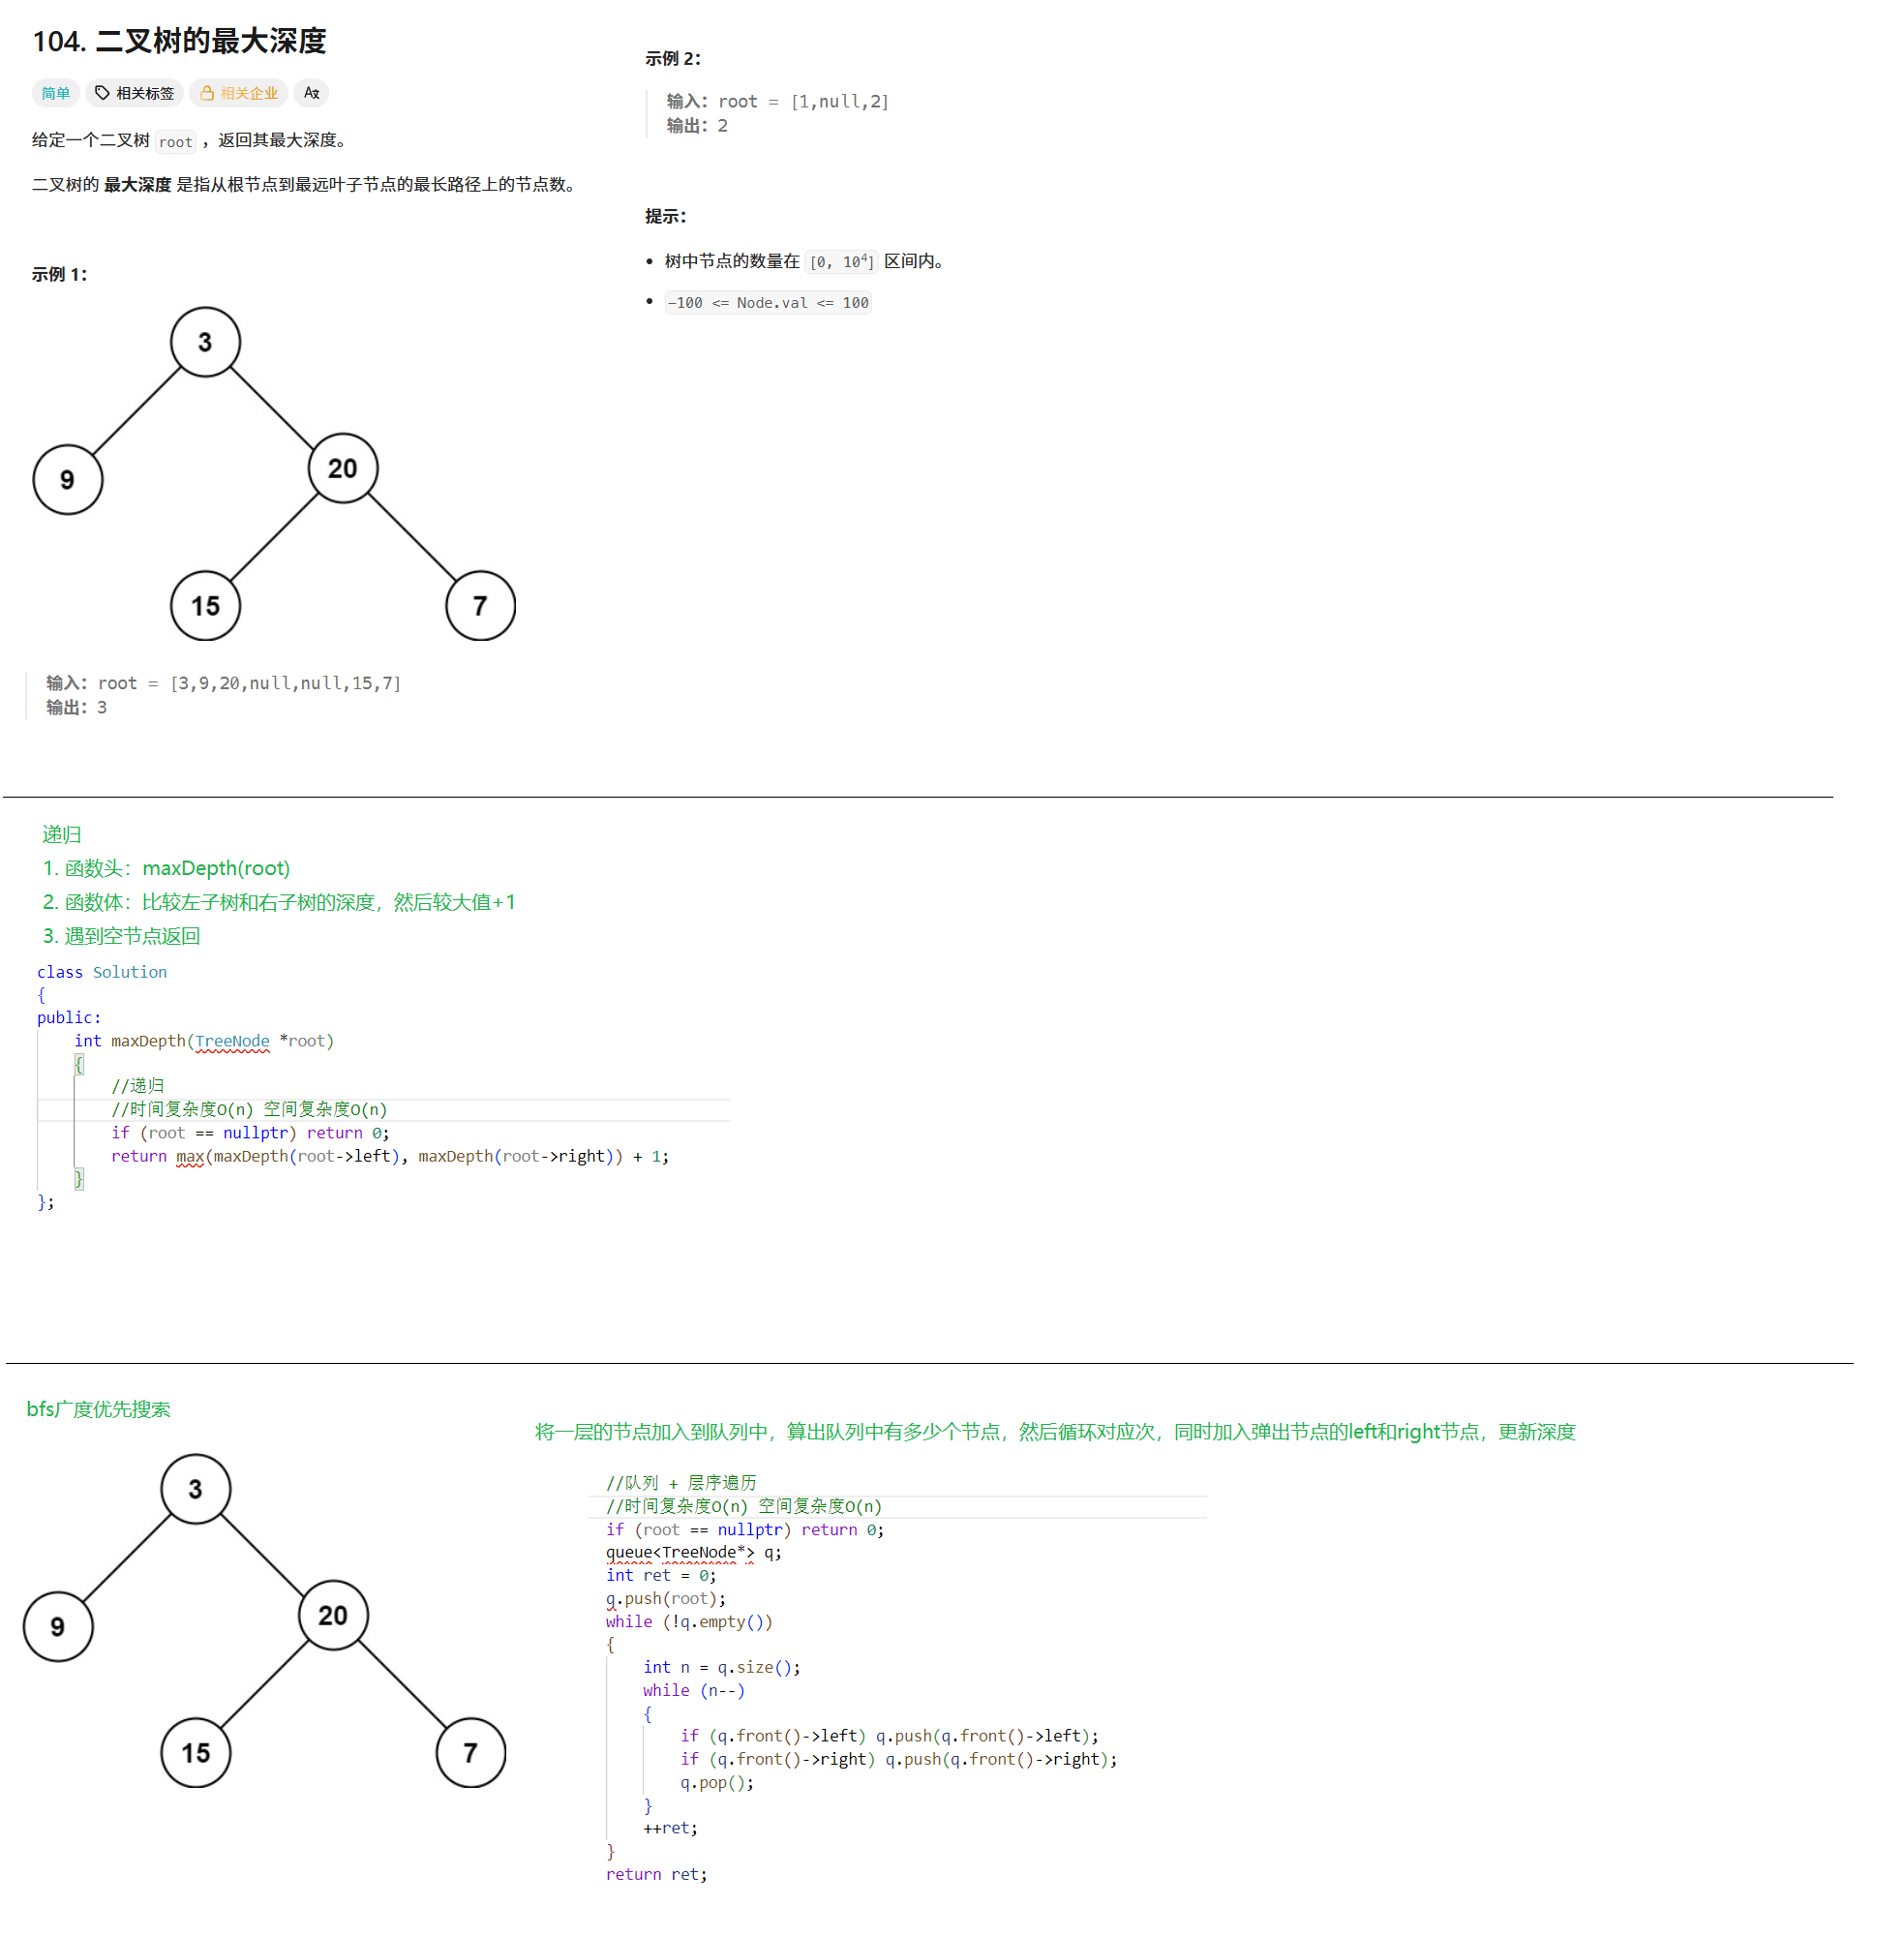 104. 二叉树的最大深度
简单 相关标签 相关企业 Ax
给定一个二叉树 root ，返回其最大深度。
二叉树的 最大深度 是指从根节点到最远叶子节点的最长路径上的节点数。
示例 1：
3
9
20
15
7
输入：root = [3,9,20,null,null,15,7]
输出：3
示例 2：
输入：root = [1,null,2]
输出：2
提示：
• 树中节点的数量在 [0, 10⁴] 区间内。
• -100 <= Node.val <= 100
递归
1. 函数头：maxDepth(root)
2. 函数体：比较左子树和右子树的深度，然后较大值+1
3. 遇到空节点返回
class Solution
{
public:
    int maxDepth(TreeNode *root)
    {
        //递归
        //时间复杂度O(n) 空间复杂度O(n)
        if (root == nullptr) return 0;
        return max(maxDepth(root->left), maxDepth(root->right)) + 1;
    }
};
bfs广度优先搜索
3
9
20
15
7
将一层的节点加入到队列中，算出队列中有多少个节点，然后循环对应次，同时加入弹出节点的left和right节点，更新深度
//队列 + 层序遍历
//时间复杂度O(n) 空间复杂度O(n)
if (root == nullptr) return 0;
queue<TreeNode*> q;
int ret = 0;
q.push(root);
while (!q.empty())
{
    int n = q.size();
    while (n--)
    {
        if (q.front()->left) q.push(q.front()->left);
        if (q.front()->right) q.push(q.front()->right);
        q.pop();
    }
    ++ret;
}
return ret;